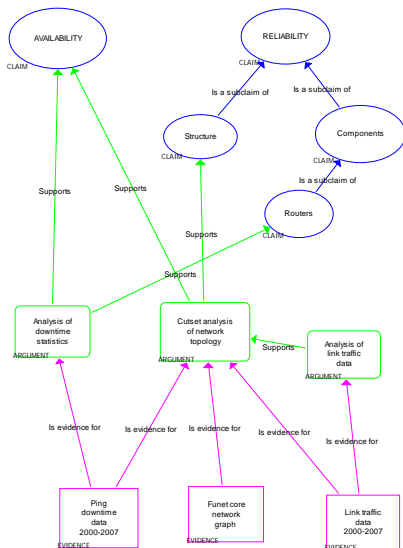 AVAILABILITY
CLAIM
RELIABILITY
CLAIM
Is a subclaim of
Is a subclaim of
Structure
CLAIM
Components
CLAIM
Is a subclaim of
Routers
CLAIM
Supports
Supports
Supports
Supports
Analysis of
downtime
statistics
ARGUMENT
Cutset analysis
of network
topology
ARGUMENT
Supports
Analysis of
link traffic
data
ARGUMENT
Is evidence for
Is evidence for
Is evidence for
Is evidence for
Is evidence for
Ping
downtime
data
2000-2007
EVIDENCE
Funet core
network
graph
EVIDENCE
Link traffic
data
2000-2007
EVIDENCE